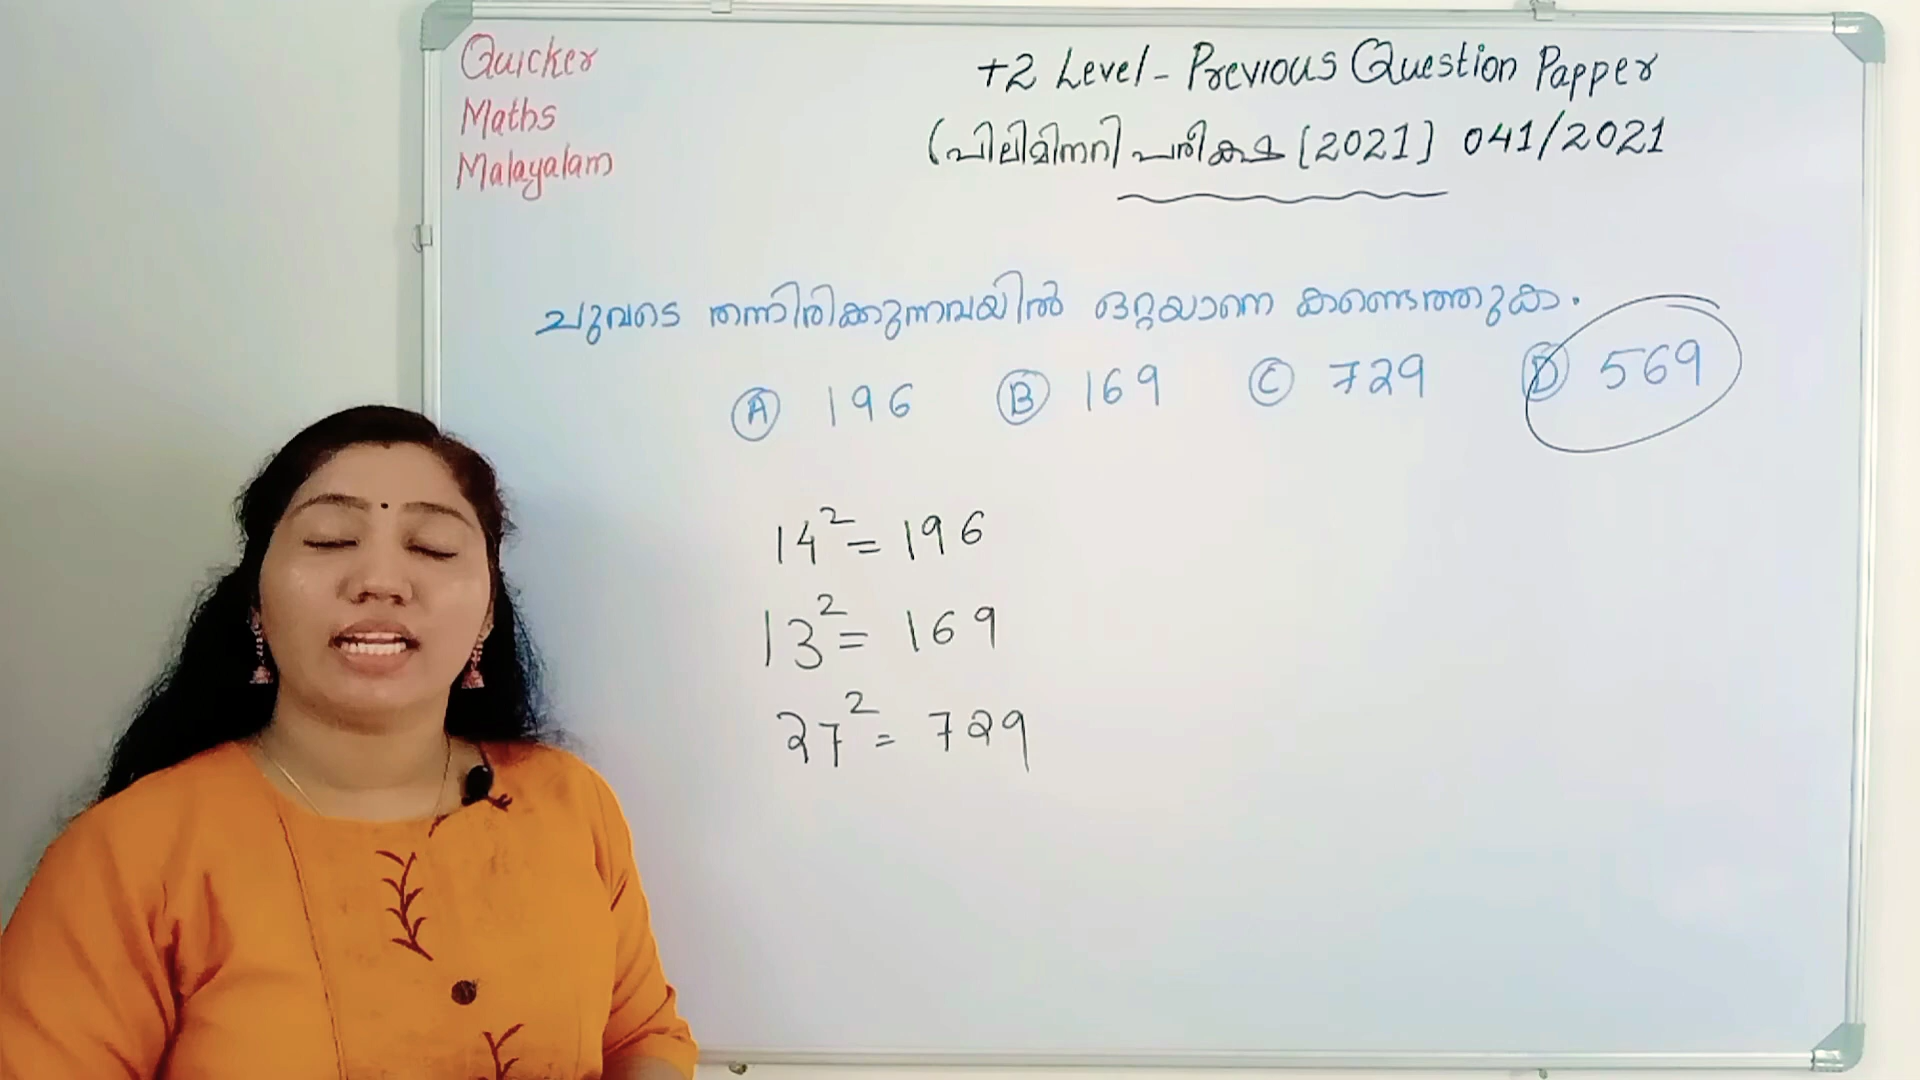 Quicker
Maths
Malayalam
+2 Level - Previous Question Papper
(പിലിമിനറി പരീക്ഷ [2021] 041/2021
ചുവടെ തന്നിരിക്കുന്നവയിൽ ഒറ്റയാനെ കണ്ടെത്തുക.
Ⓐ 196 Ⓑ 169 Ⓒ 729 Ⓓ 569
14² = 196
13² = 169
27² = 729